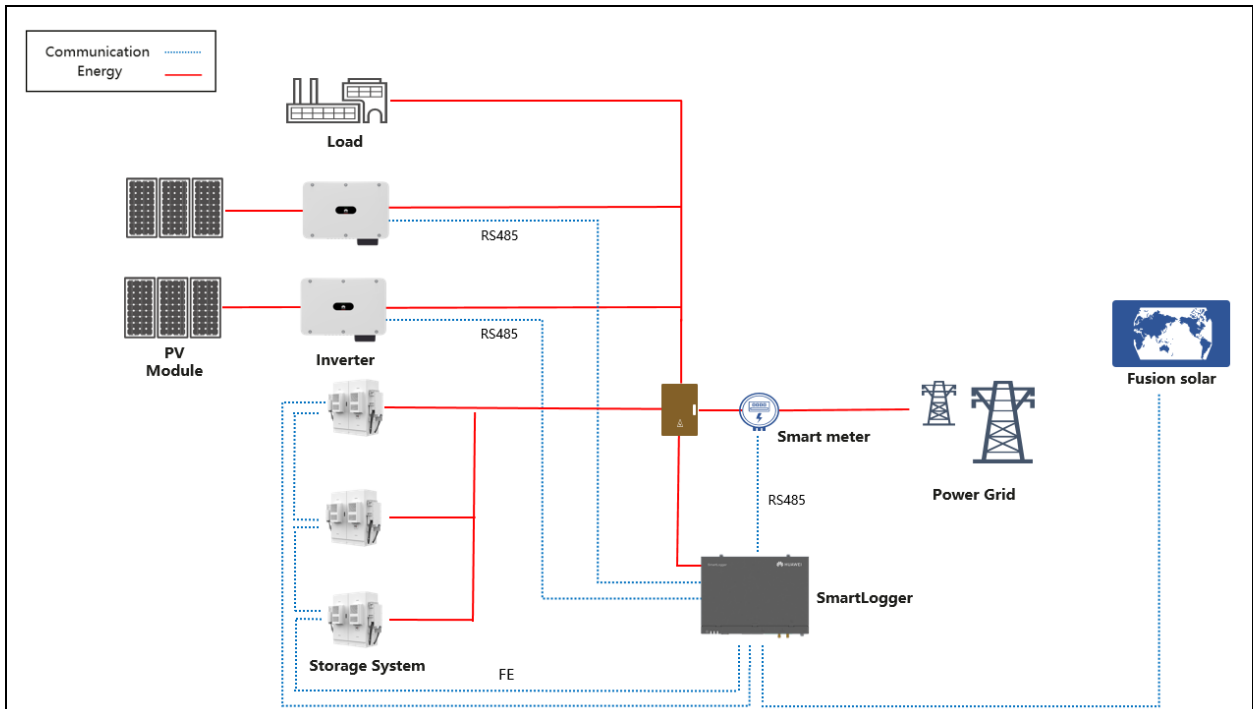 Communication
Energy
Load
RS485
RS485
PV
Module
Inverter
Fusion solar
Smart meter
Power Grid
RS485
HUAWEI
SmartLogger
Storage System
FE